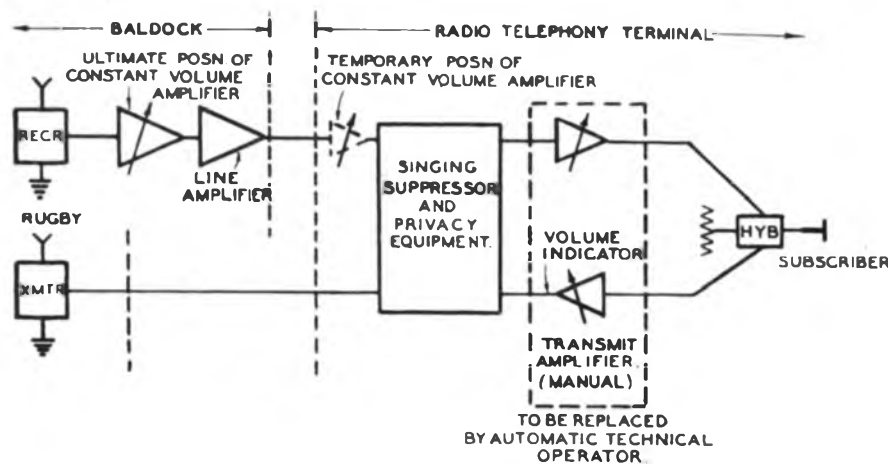 BALDOCK
RADIO TELEPHONY TERMINAL
ULTIMATE POSN OF
CONSTANT VOLUME
AMPLIFIER
TEMPORARY POSN OF
CONSTANT VOLUME AMPLIFIER
RECR
LINE
AMPLIFIER
SINGING
SUPPRESSOR
AND
PRIVACY
EQUIPMENT.
RUGBY
XMTR
VOLUME
INDICATOR
HYB
SUBSCRIBER
TRANSMIT
AMPLIFIER
(MANUAL)
TO BE REPLACED
BY AUTOMATIC TECHNICAL
OPERATOR